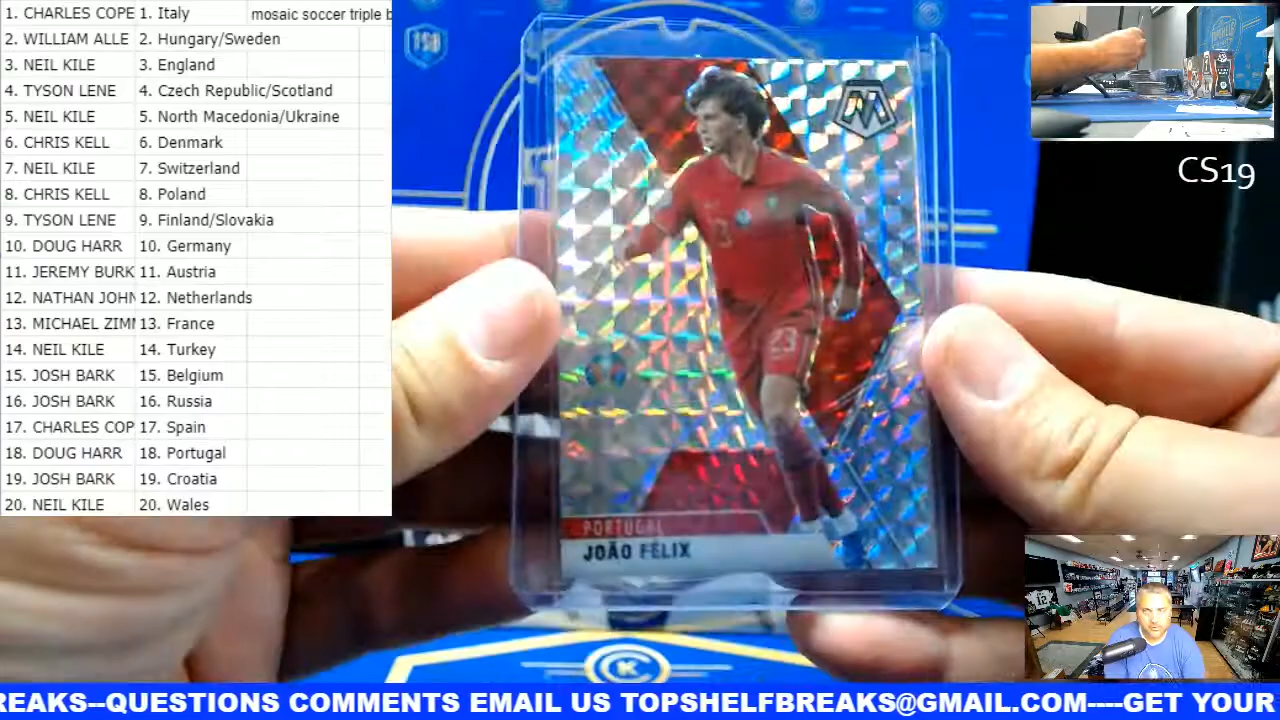 1. CHARLES COPE 1. Italy mosaic soccer triple b
2. WILLIAM ALLE 2. Hungary/Sweden
3. NEIL KILE 3. England
4. TYSON LENE 4. Czech Republic/Scotland
5. NEIL KILE 5. North Macedonia/Ukraine
6. CHRIS KELL 6. Denmark
7. NEIL KILE 7. Switzerland
8. CHRIS KELL 8. Poland
9. TYSON LENE 9. Finland/Slovakia
10. DOUG HARR 10. Germany
11. JEREMY BURK 11. Austria
12. NATHAN JOHN 12. Netherlands
13. MICHAEL ZIM 13. France
14. NEIL KILE 14. Turkey
15. JOSH BARK 15. Belgium
16. JOSH BARK 16. Russia
17. CHARLES COP 17. Spain
18. DOUG HARR 18. Portugal
19. JOSH BARK 19. Croatia
20. NEIL KILE 20. Wales
CS19
M
23
PORTUGAL
JOÃO FÉLIX
CK
REAKS--QUESTIONS COMMENTS EMAIL US TOPSHELFBREAKS@GMAIL.COM----GET YOUR